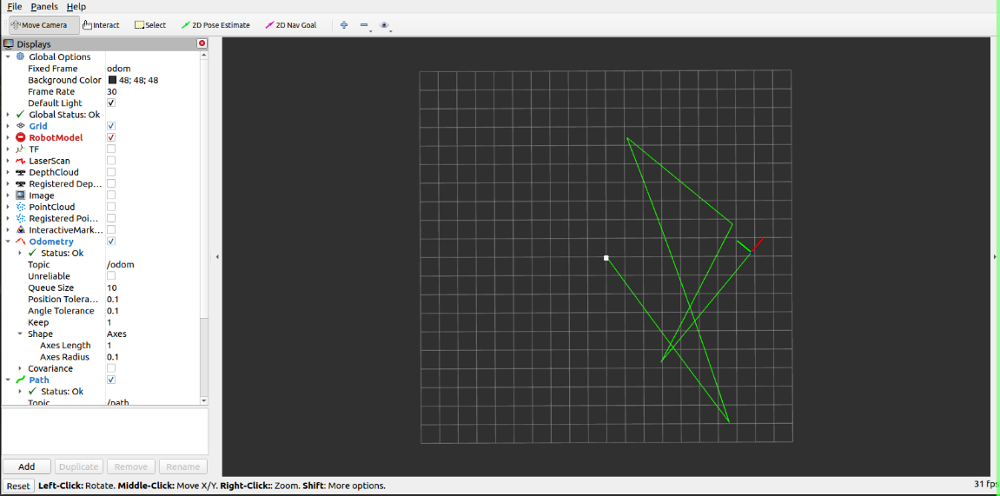 File Panels Help
Move Camera Interact Select 2D Pose Estimate 2D Nav Goal
Displays
Global Options
Fixed Frame odom
Background Color 48; 48; 48
Frame Rate 30
Default Light
Global Status: Ok
Grid
RobotModel
TF
LaserScan
DepthCloud
Registered Dep...
Image
PointCloud
Registered Poi...
InteractiveMark...
Odometry
Status: Ok
Topic /odom
Unreliable
Queue Size 10
Position Tolera... 0.1
Angle Tolerance 0.1
Keep 1
Shape Axes
Axes Length 1
Axes Radius 0.1
Covariance
Path
Status: Ok
Topic /path
Add Duplicate Remove Rename
Reset Left-Click: Rotate. Middle-Click: Move X/Y. Right-Click:: Zoom. Shift: More options. 31 fps